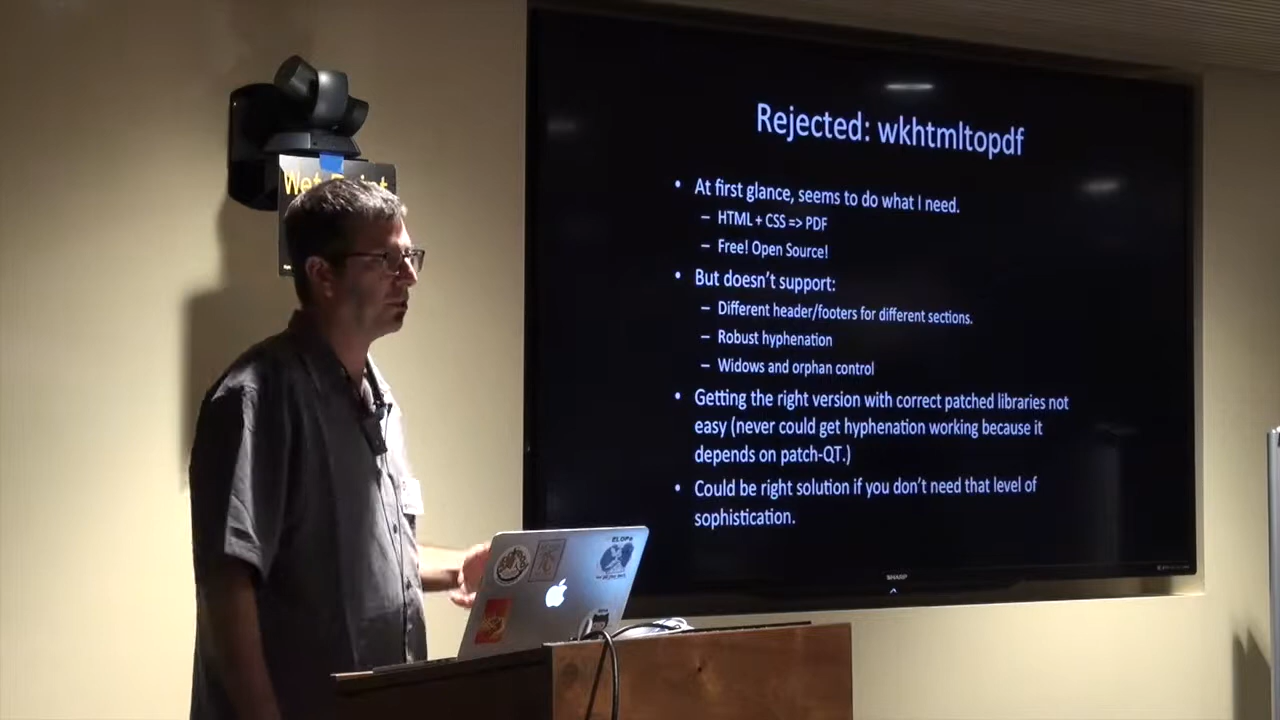 Rejected: wkhtmltopdf
• At first glance, seems to do what I need.
– HTML + CSS => PDF
– Free! Open Source!
• But doesn't support:
– Different header/footers for different sections.
– Robust hyphenation
– Widows and orphan control
• Getting the right version with correct patched libraries not
easy (never could get hyphenation working because it
depends on patch-QT.)
• Could be right solution if you don't need that level of
sophistication.
SHARP
ELOPe